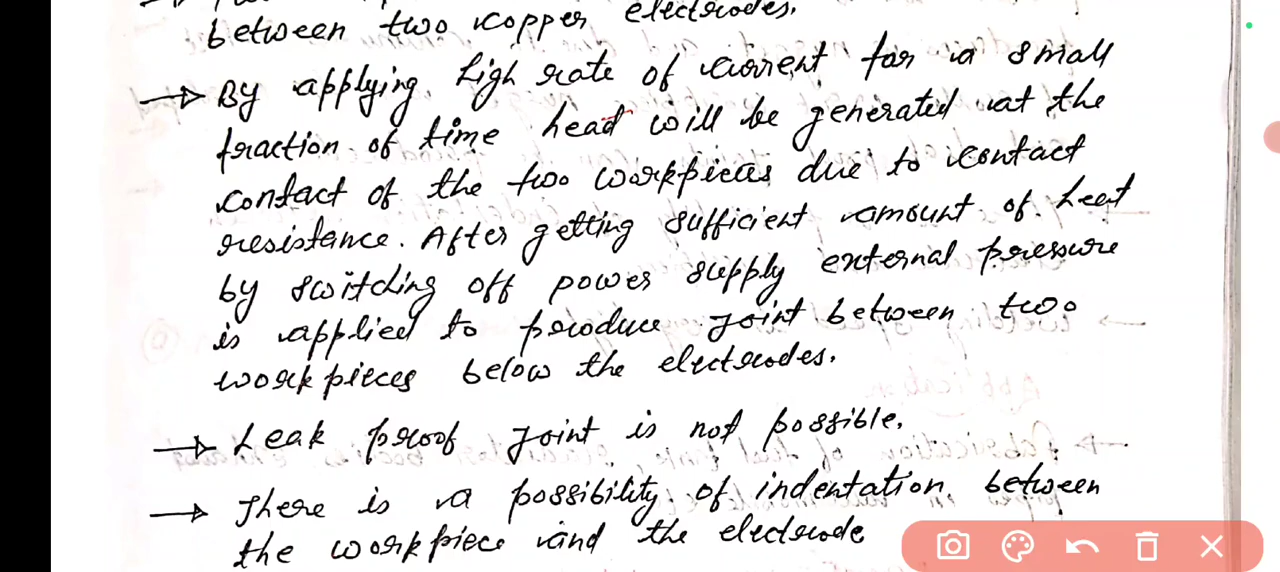 between two copper electrodes.
→ By applying high rate of current for a small
fraction of time head will be generated at the
contact of the two workpieces due to contact
resistance. After getting sufficient amount of heet
by switching off power supply external pressure
is applied to produce joint between two
workpieces below the electrodes.
→ Leak proof joint is not possible.
→ There is a possibility of indentation between
the workpiece and the electrode